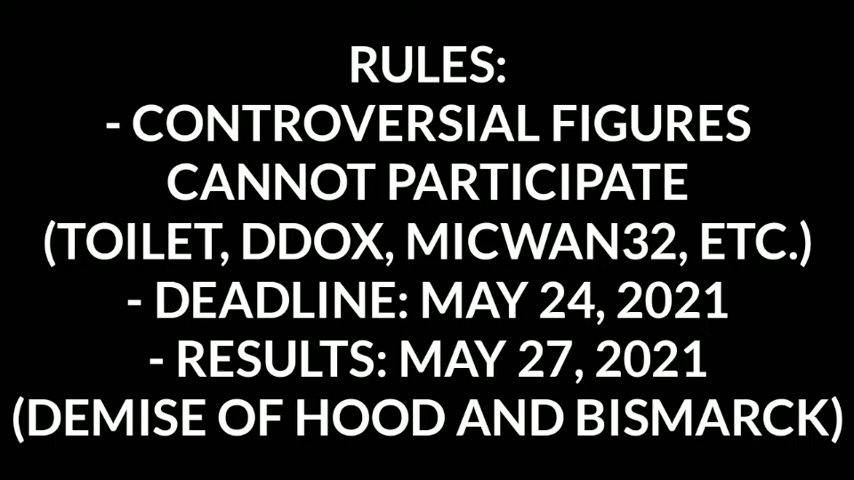 RULES:
- CONTROVERSIAL FIGURES
CANNOT PARTICIPATE
(TOILET, DDOX, MICWAN32, ETC.)
- DEADLINE: MAY 24, 2021
- RESULTS: MAY 27, 2021
(DEMISE OF HOOD AND BISMARCK)